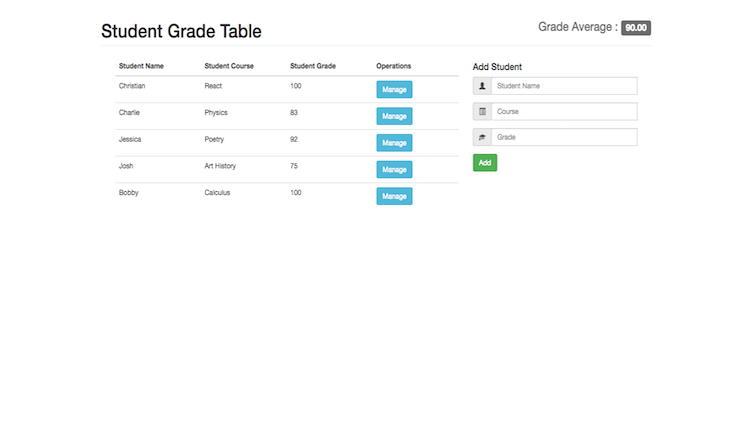 Student Grade Table
Grade Average : 90.00
Student Name Student Course Student Grade Operations
Christian React 100 Manage
Charlie Physics 83 Manage
Jessica Poetry 92 Manage
Josh Art History 75 Manage
Bobby Calculus 100 Manage
Add Student
Student Name
Course
Grade
Add